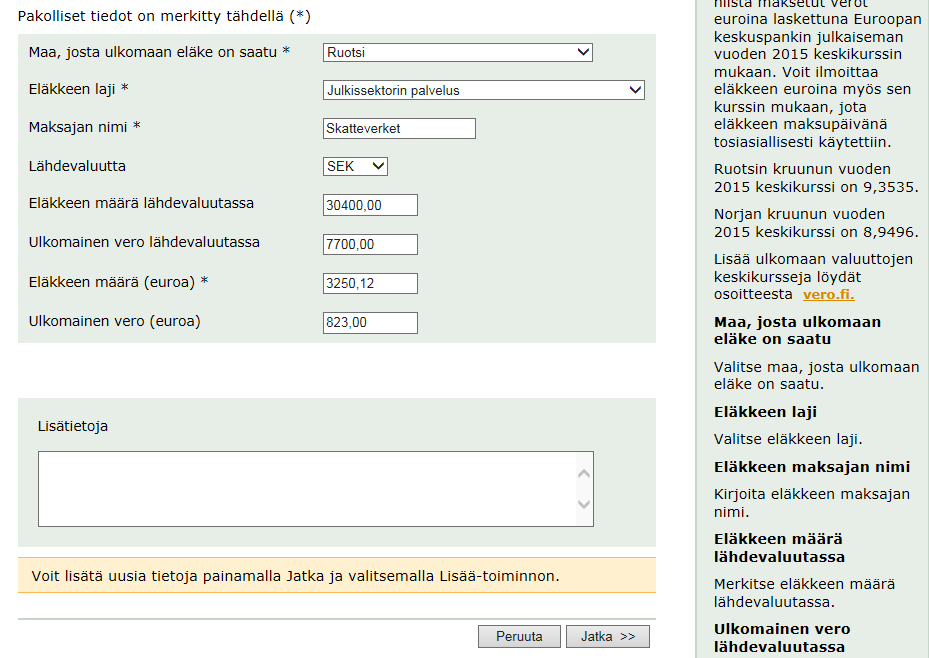 Pakolliset tiedot on merkitty tähdellä (*)
Maa, josta ulkomaan eläke on saatu * Ruotsi
Eläkkeen laji * Julkissektorin palvelus
Maksajan nimi * Skatteverket
Lähdevaluutta SEK
Eläkkeen määrä lähdevaluutassa 30400,00
Ulkomainen vero lähdevaluutassa 7700,00
Eläkkeen määrä (euroa) * 3250,12
Ulkomainen vero (euroa) 823,00
Lisätietoja
Voit lisätä uusia tietoja painamalla Jatka ja valitsemalla Lisää-toiminnon.
Peruuta Jatka >>
niistä maksetut verot
euroina laskettuna Euroopan
keskuspankin julkaiseman
vuoden 2015 keskikurssin
mukaan. Voit ilmoittaa
eläkkeen euroina myös sen
kurssin mukaan, jota
eläkkeen maksupäivänä
tosiasiallisesti käytettiin.
Ruotsin kruunun vuoden
2015 keskikurssi on 9,3535.
Norjan kruunun vuoden
2015 keskikurssi on 8,9496.
Lisää ulkomaan valuuttojen
keskikursseja löydät
osoitteesta vero.fi.
Maa, josta ulkomaan
eläke on saatu
Valitse maa, josta ulkomaan
eläke on saatu.
Eläkkeen laji
Valitse eläkkeen laji.
Eläkkeen maksajan nimi
Kirjoita eläkkeen maksajan
nimi.
Eläkkeen määrä
lähdevaluutassa
Merkitse eläkkeen määrä
lähdevaluutassa.
Ulkomainen vero
lähdevaluutassa